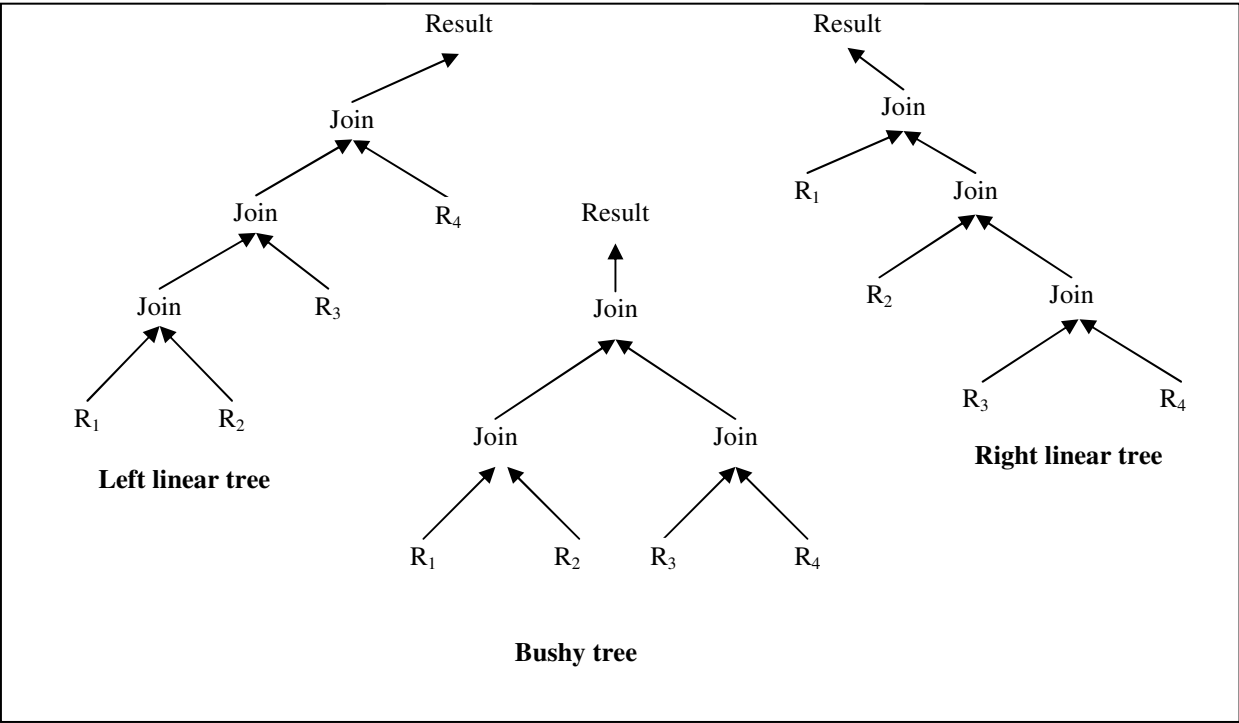 Result
Join
Join
R₄
Join
R₃
R₁
R₂
Left linear tree
Result
Join
Join
Join
R₁
R₂
R₃
R₄
Bushy tree
Result
Join
R₁
Join
R₂
Join
R₃
R₄
Right linear tree